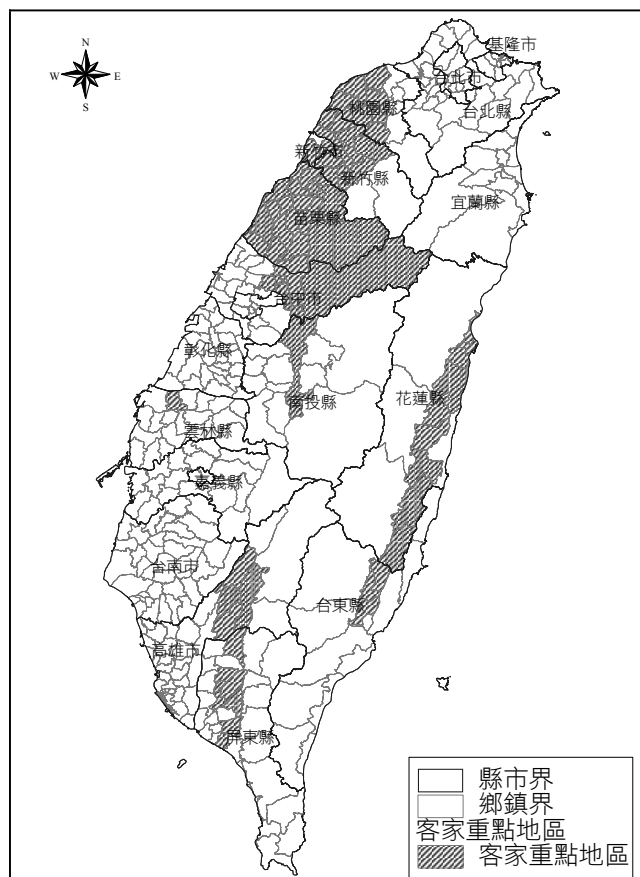 N
W
E
S
基隆市
台北市
台北縣
桃園縣
新竹市
新竹縣
宜蘭縣
苗栗縣
台中市
彰化縣
南投縣
花蓮縣
雲林縣
嘉義縣
台南市
台東縣
高雄市
屏東縣
縣市界
鄉鎮界
客家重點地區
客家重點地區